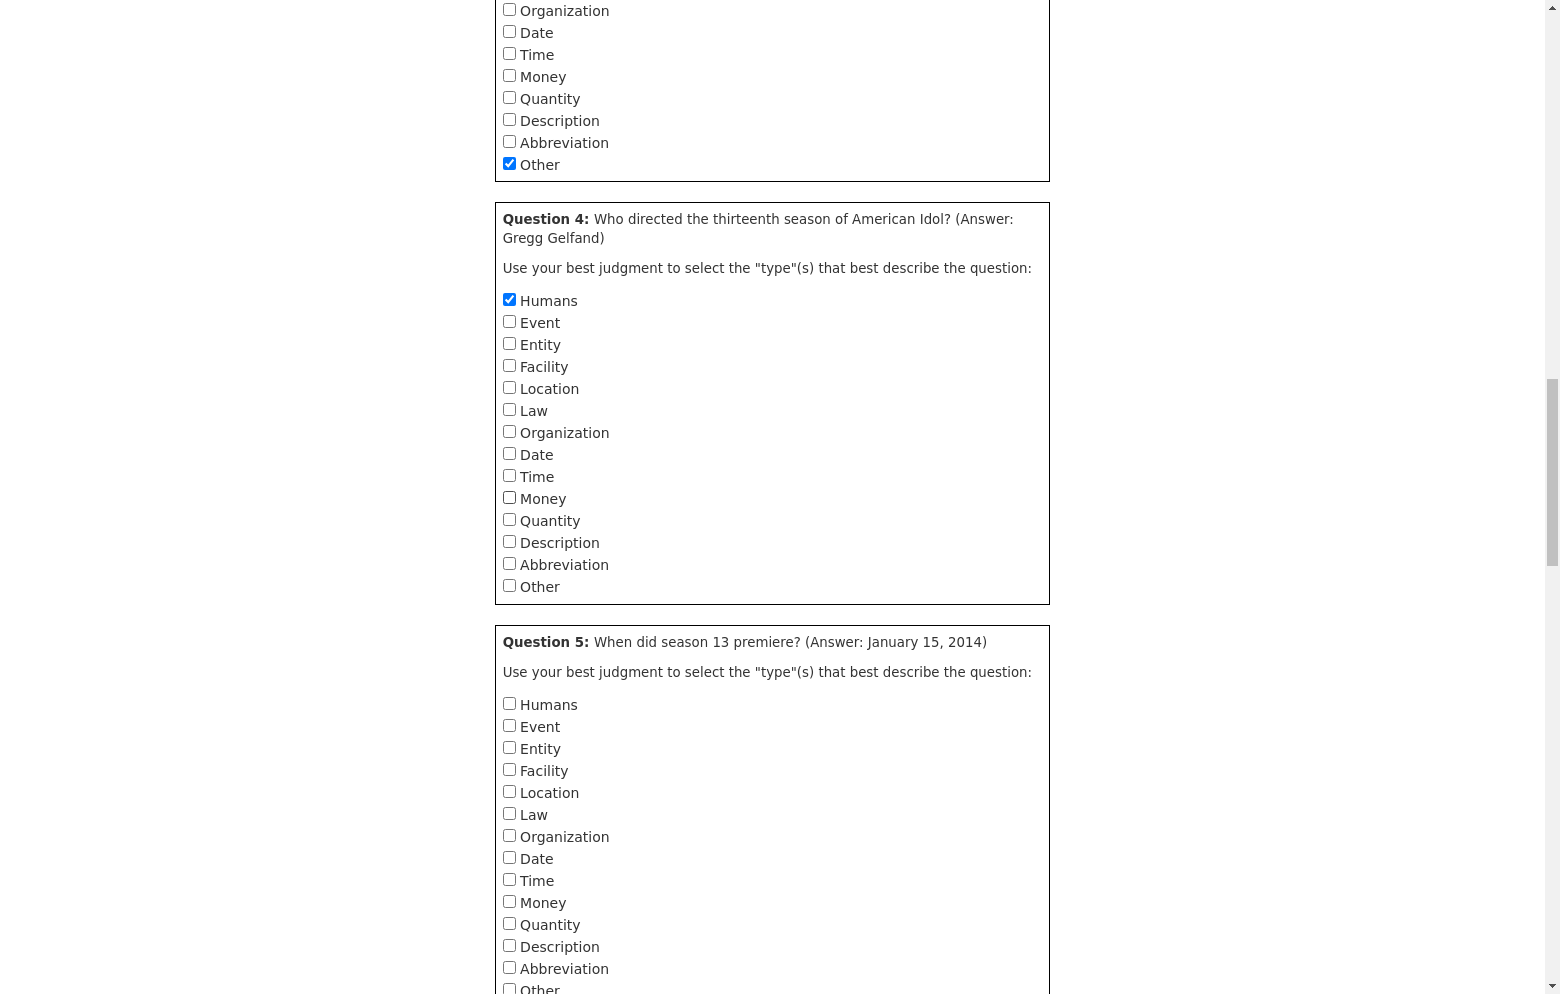 Organization
Date
Time
Money
Quantity
Description
Abbreviation
Other
Question 4: Who directed the thirteenth season of American Idol? (Answer:
Gregg Gelfand)
Use your best judgment to select the "type"(s) that best describe the question:
Humans
Event
Entity
Facility
Location
Law
Organization
Date
Time
Money
Quantity
Description
Abbreviation
Other
Question 5: When did season 13 premiere? (Answer: January 15, 2014)
Use your best judgment to select the "type"(s) that best describe the question:
Humans
Event
Entity
Facility
Location
Law
Organization
Date
Time
Money
Quantity
Description
Abbreviation
Other